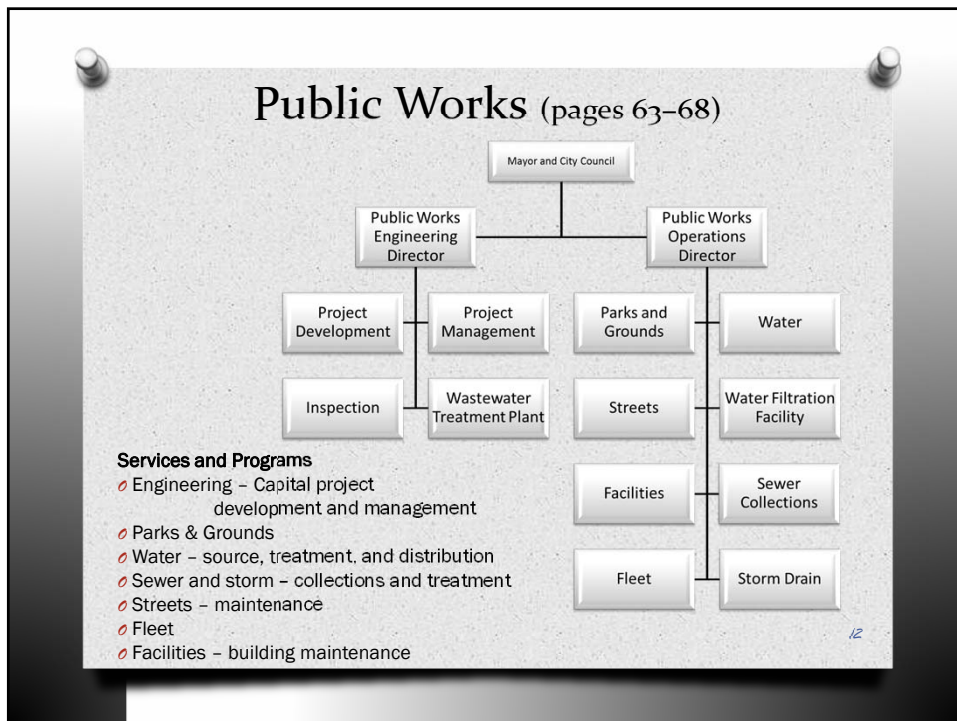 Public Works (pages 63–68)
Mayor and City Council
Public Works
Engineering
Director
Public Works
Operations
Director
Project
Development
Project
Management
Parks and
Grounds
Water
Inspection
Wastewater
Treatment Plant
Streets
Water Filtration
Facility
Facilities
Sewer
Collections
Fleet
Storm Drain
Services and Programs
Engineering – Capital project
development and management
Parks & Grounds
Water – source, treatment, and distribution
Sewer and storm – collections and treatment
Streets – maintenance
Fleet
Facilities – building maintenance
12